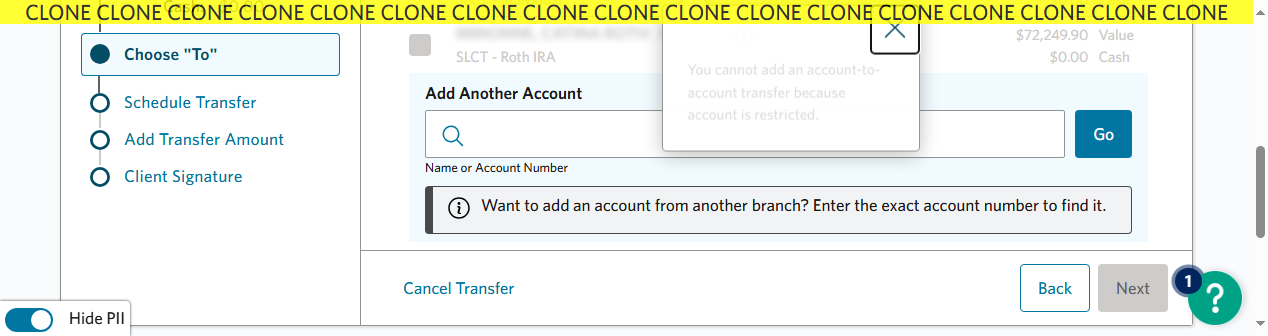 CLONE CLONE CLONE CLONE CLONE CLONE CLONE CLONE CLONE CLONE CLONE CLONE CLONE CLONE CLONE CLONE CLONE
Choose "To"
Schedule Transfer
Add Transfer Amount
Client Signature
SLCT - Roth IRA
$72,249.90 Value
$0.00 Cash
You cannot add an account-to-
account transfer because
account is restricted.
Add Another Account
Go
Name or Account Number
Want to add an account from another branch? Enter the exact account number to find it.
Cancel Transfer
Back
Next
1
?
Hide PII